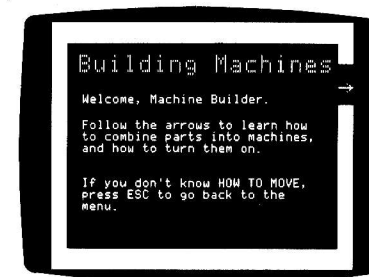 Building Machines
→
Welcome, Machine Builder.
Follow the arrows to learn how
to combine parts into machines,
and how to turn them on.
If you don't know HOW TO MOVE,
press ESC to go back to the
menu.